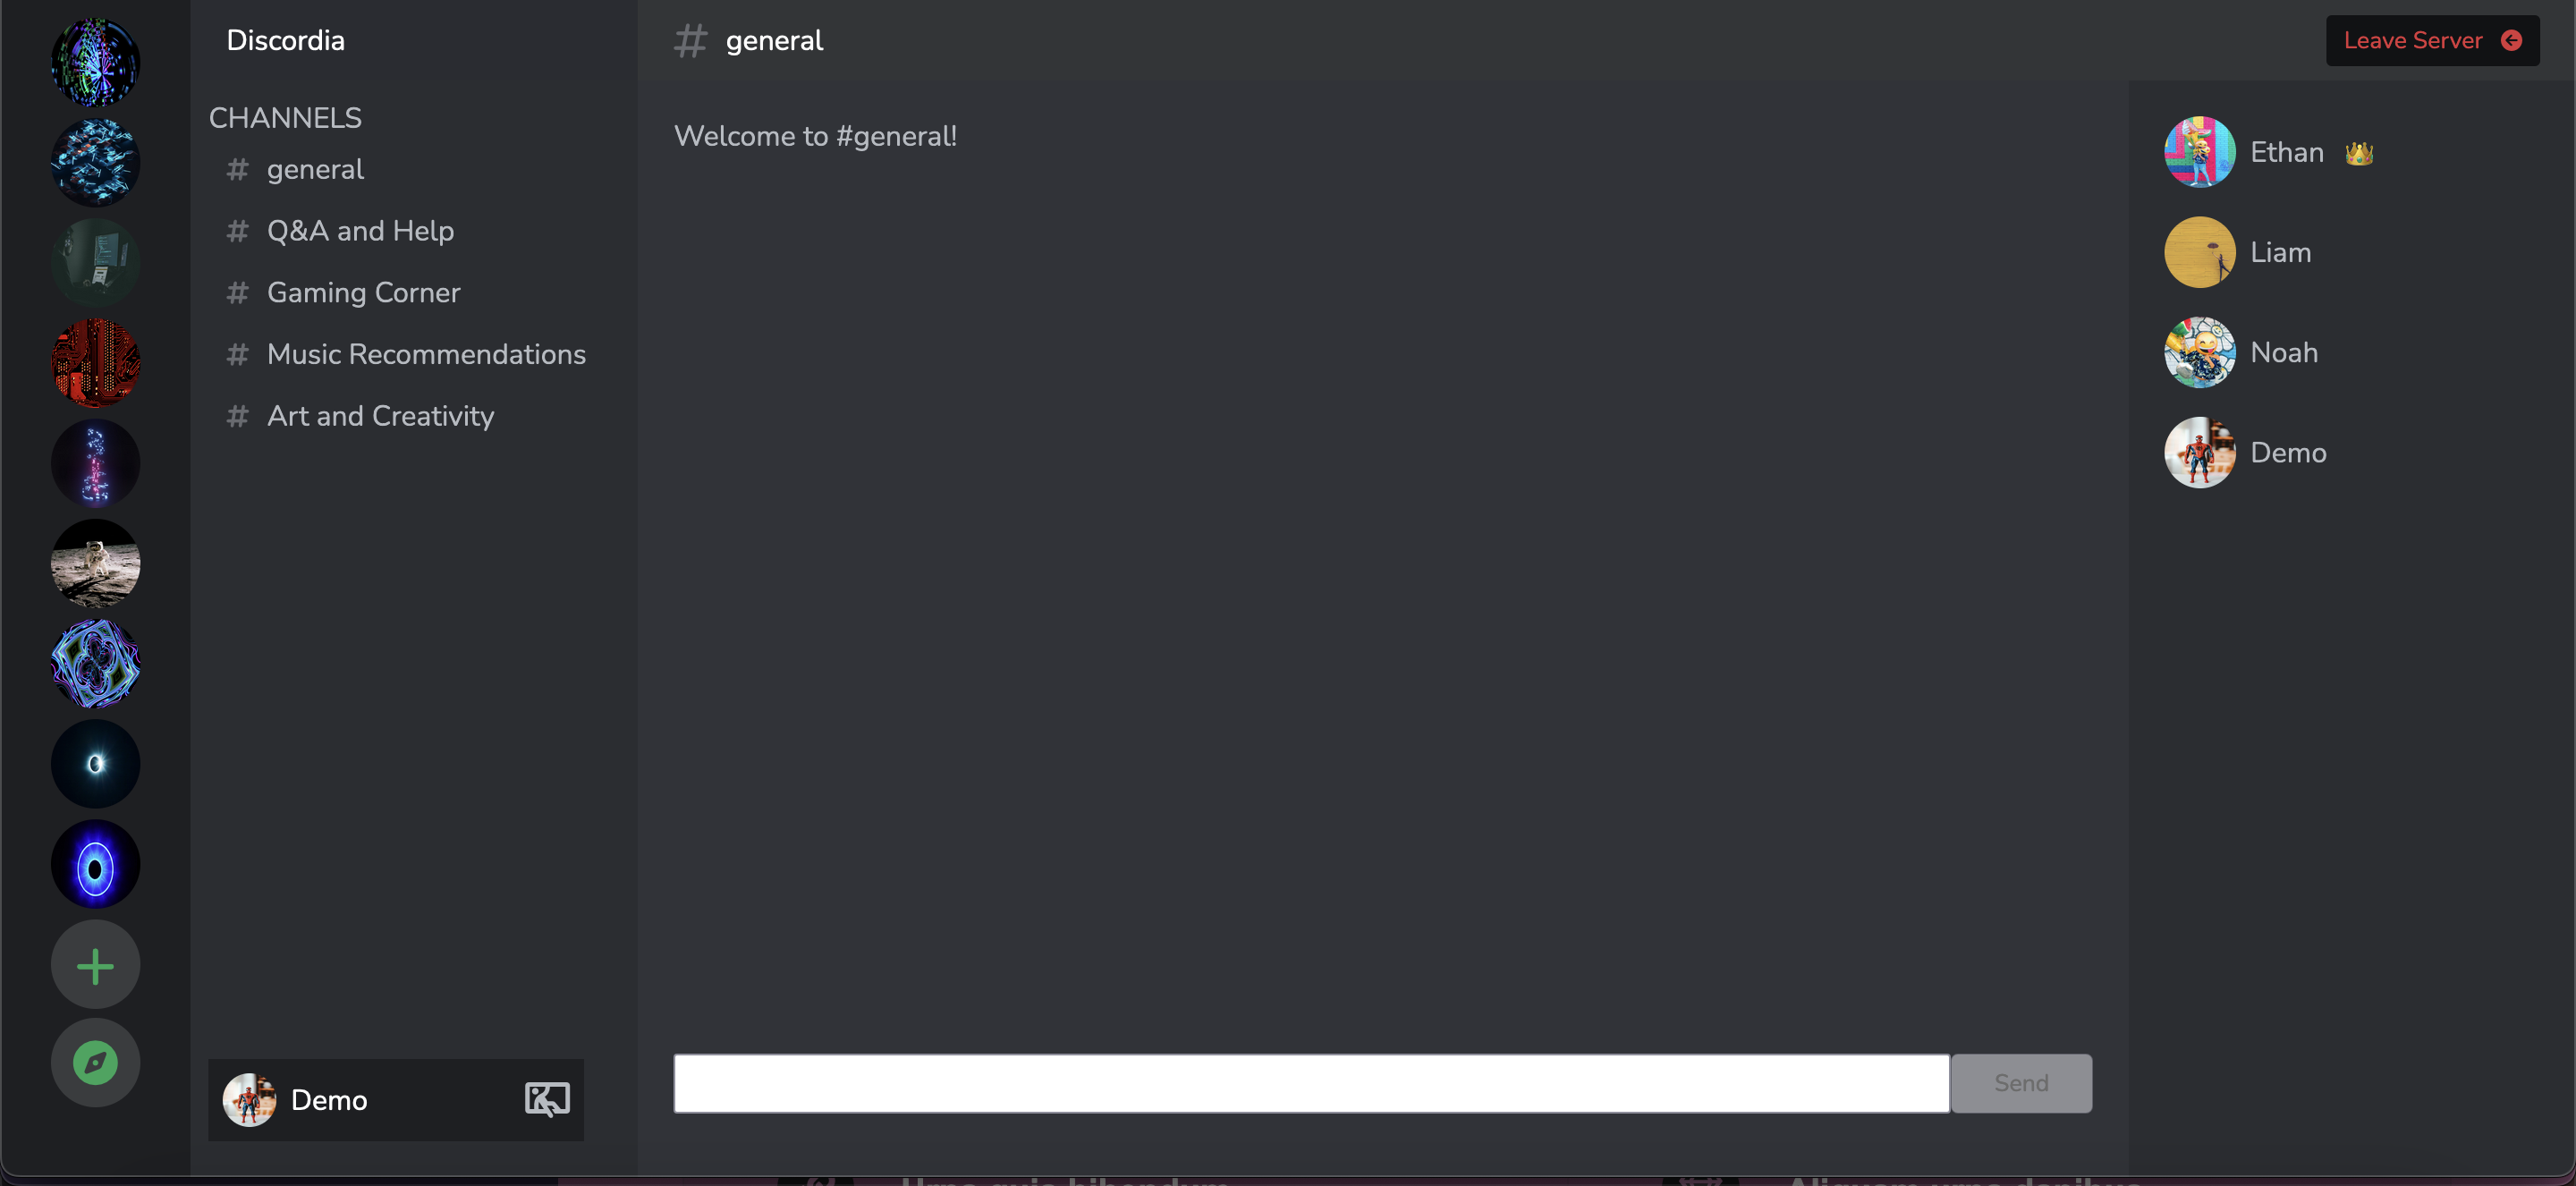 Discordia
CHANNELS
# general
# Q&A and Help
# Gaming Corner
# Music Recommendations
# Art and Creativity
Demo
# general
Leave Server
Welcome to #general!
Send
Ethan
Liam
Noah
Demo